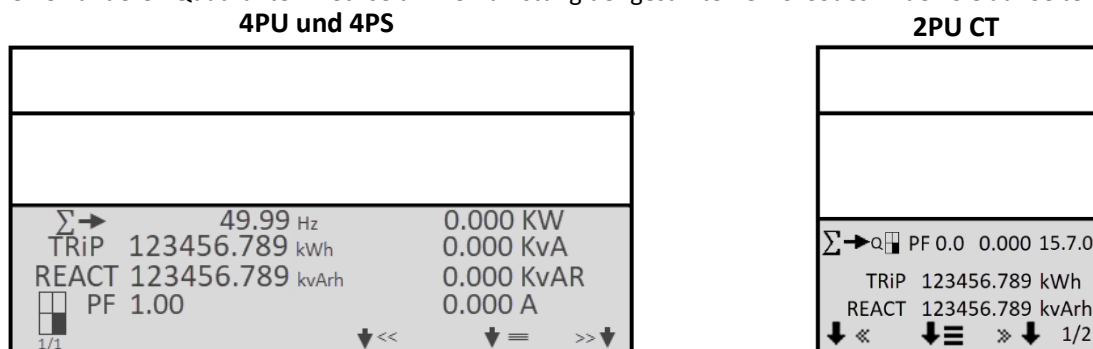 4PU und 4PS
2PU CT
∑➔ 49.99 Hz 0.000 KW
TRiP 123456.789 kWh 0.000 KvA
REACT 123456.789 kvArh 0.000 KvAR
PF 1.00 0.000 A
1/1 << ≡ >>
∑➔Q PF 0.0 0.000 15.7.0
TRiP 123456.789 kWh
REACT 123456.789 kvArh
« ☰ » 1/2